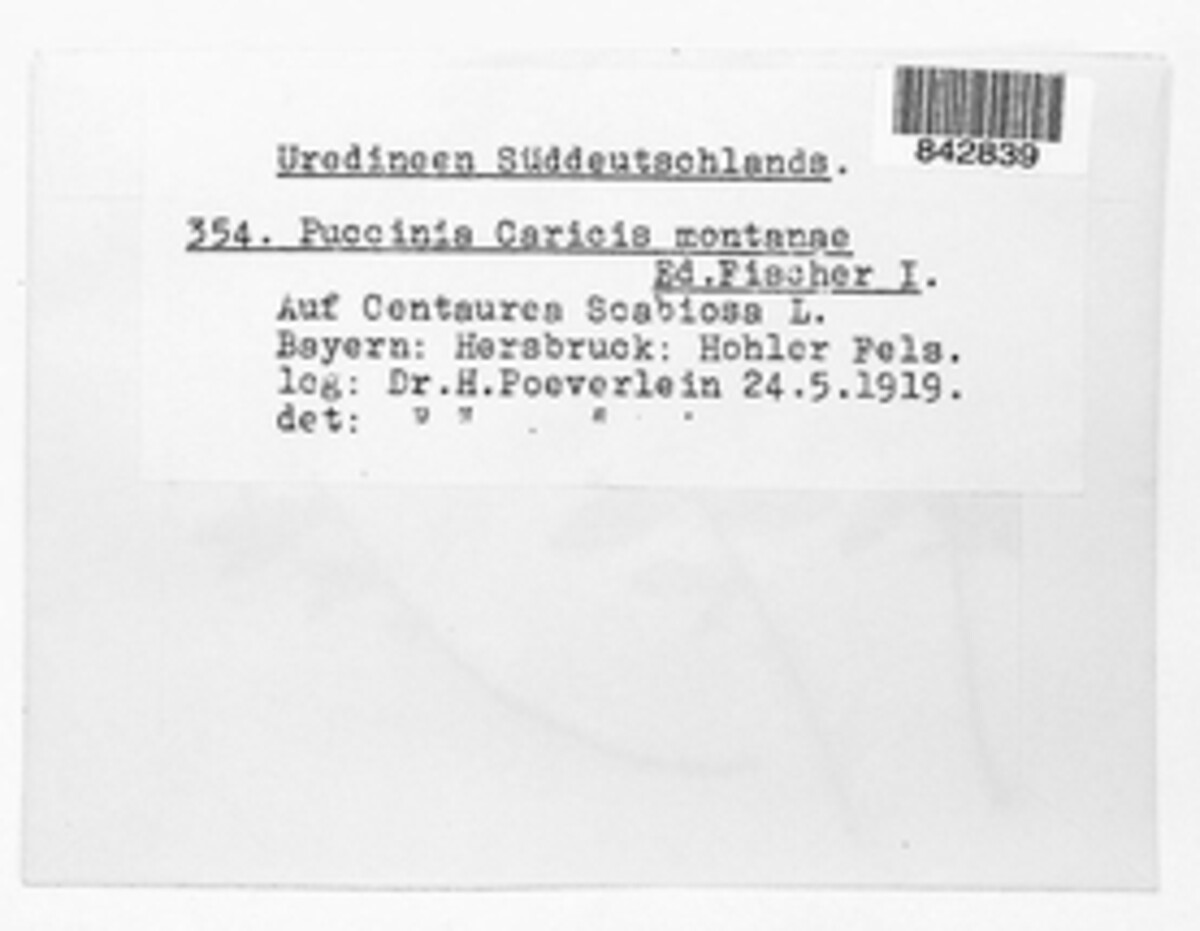 842839
Uredineen Süddeutschlands.
354. Puccinia Caricis montanae
Ed.Fischer I.
Auf Centaurea Scabiosa L.
Bayern: Hersbruck: Hohler Fels.
leg: Dr.H.Poeverlein 24.5.1919.
det: " " . " .